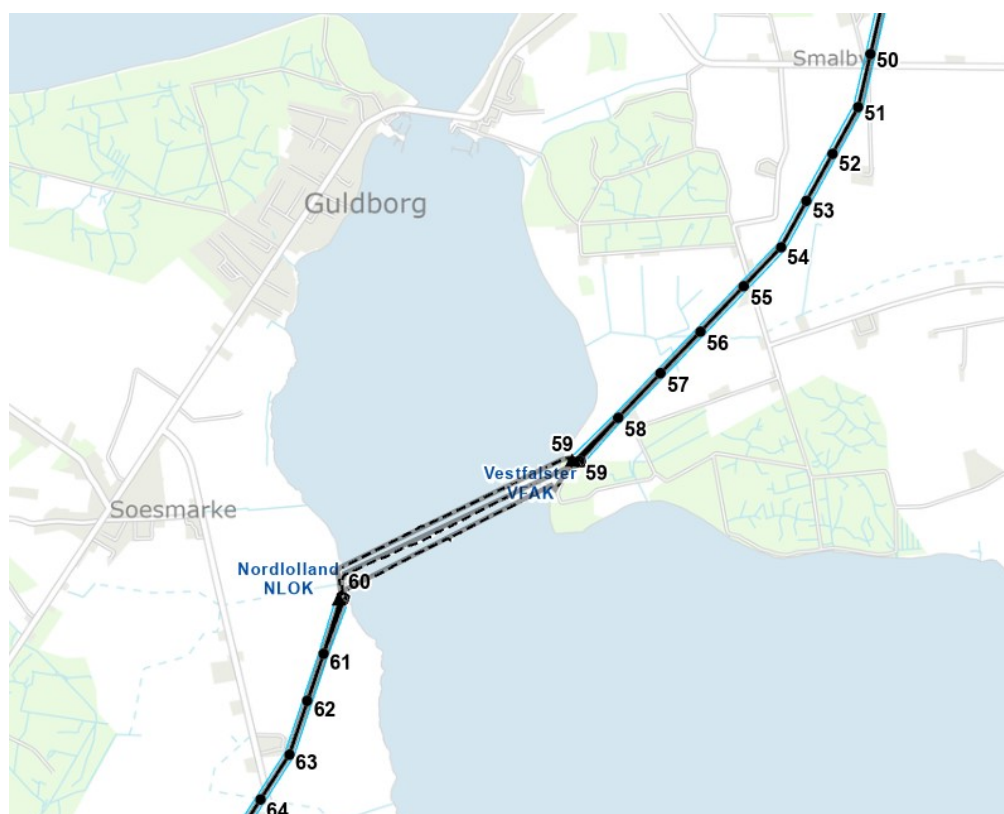 Smalby
50
51
52
53
Guldborg
54
55
56
57
58
59
59
Vestfalster
VFAK
Soesmarke
Nordlolland
NLOK
60
61
62
63
64